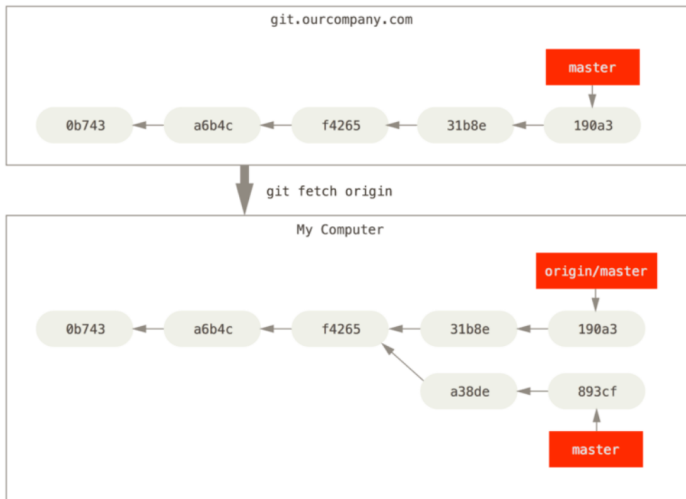 git.ourcompany.com
master
0b743 a6b4c f4265 31b8e 190a3
git fetch origin
My Computer
origin/master
0b743 a6b4c f4265 31b8e 190a3
a38de 893cf
master